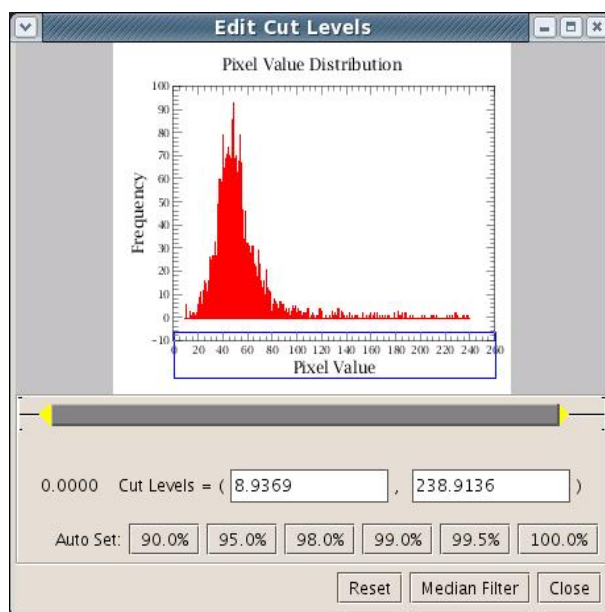 Edit Cut Levels
Pixel Value Distribution
100
90
80
70
60
50
40
30
20
10
0
-10
Frequency
0 20 40 60 80 100 120 140 160 180 200 220 240 260
Pixel Value
0.0000 Cut Levels = ( 8.9369 , 238.9136 )
Auto Set: 90.0% 95.0% 98.0% 99.0% 99.5% 100.0%
Reset Median Filter Close